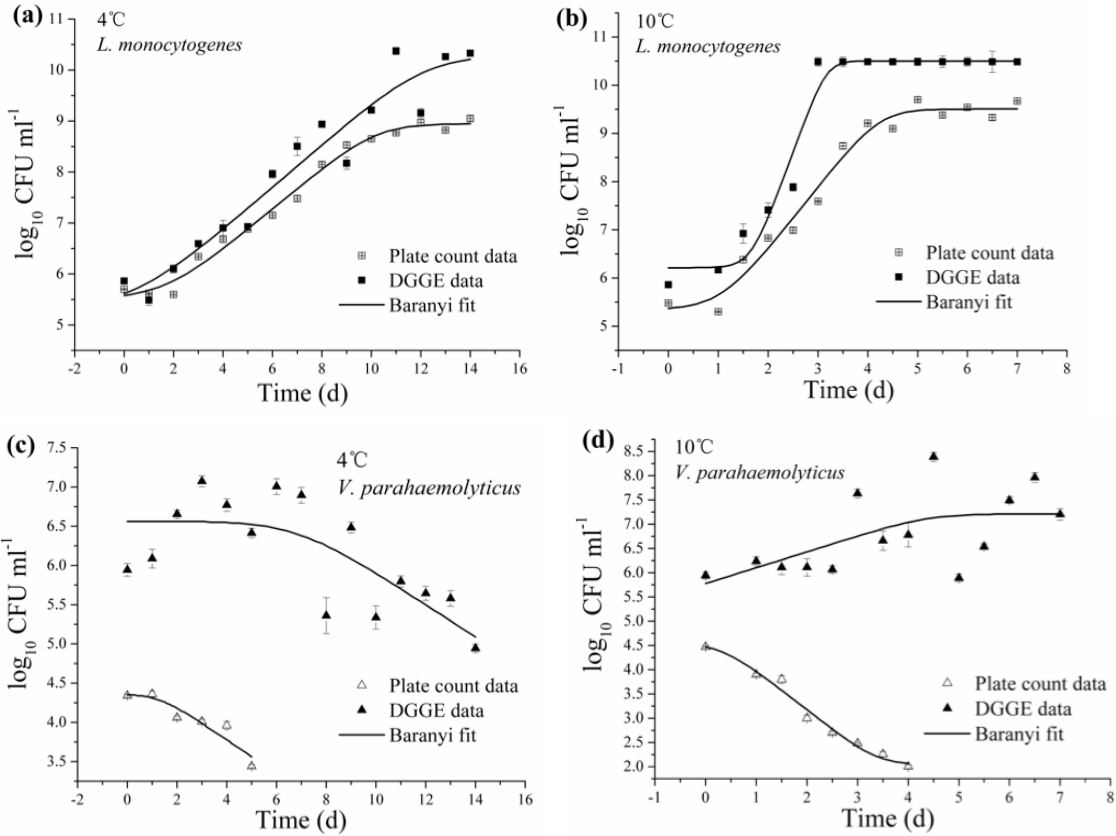 (a)
4℃
L. monocytogenes
log10 CFU ml-1
11
10
9
8
7
6
5
Plate count data
DGGE data
Baranyi fit
-2 0 2 4 6 8 10 12 14 16
Time (d)
(b)
10℃
L. monocytogenes
log10 CFU ml-1
11
10
9
8
7
6
5
Plate count data
DGGE data
Baranyi fit
-1 0 1 2 3 4 5 6 7 8
Time (d)
(c)
4℃
V. parahaemolyticus
log10 CFU ml-1
7.5
7.0
6.5
6.0
5.5
5.0
4.5
4.0
3.5
Plate count data
DGGE data
Baranyi fit
-2 0 2 4 6 8 10 12 14 16
Time (d)
(d)
10℃
V. parahaemolyticus
log10 CFU ml-1
8.5
8.0
7.5
7.0
6.5
6.0
5.5
5.0
4.5
4.0
3.5
3.0
2.5
2.0
Plate count data
DGGE data
Baranyi fit
-1 0 1 2 3 4 5 6 7 8
Time (d)